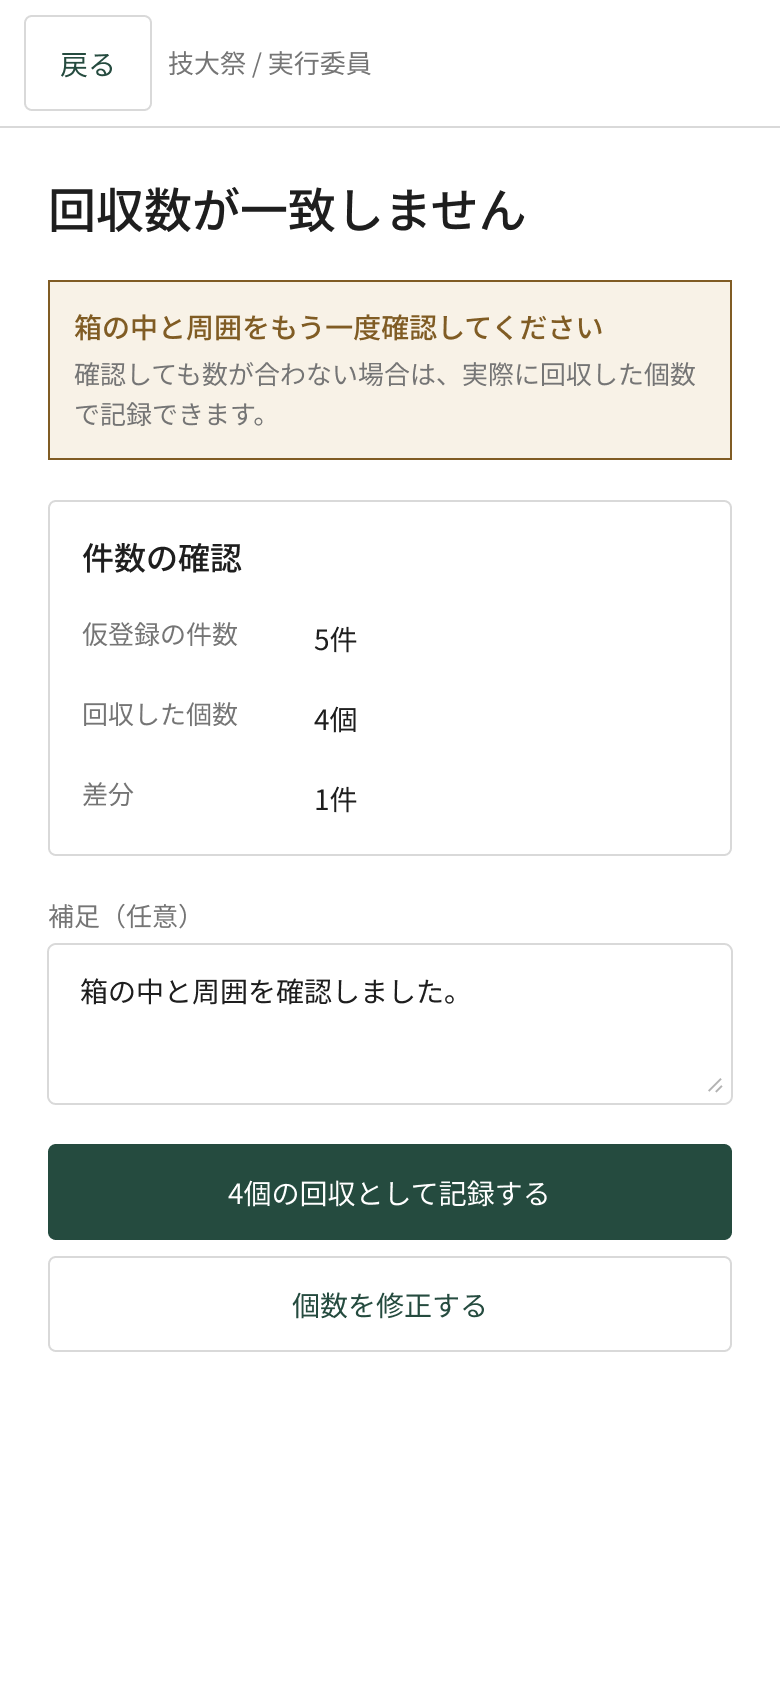 戻る
技大祭 / 実行委員
回収数が一致しません
箱の中と周囲をもう一度確認してください
確認しても数が合わない場合は、実際に回収した個数
で記録できます。
件数の確認
仮登録の件数 5件
回収した個数 4個
差分 1件
補足（任意）
箱の中と周囲を確認しました。
4個の回収として記録する
個数を修正する